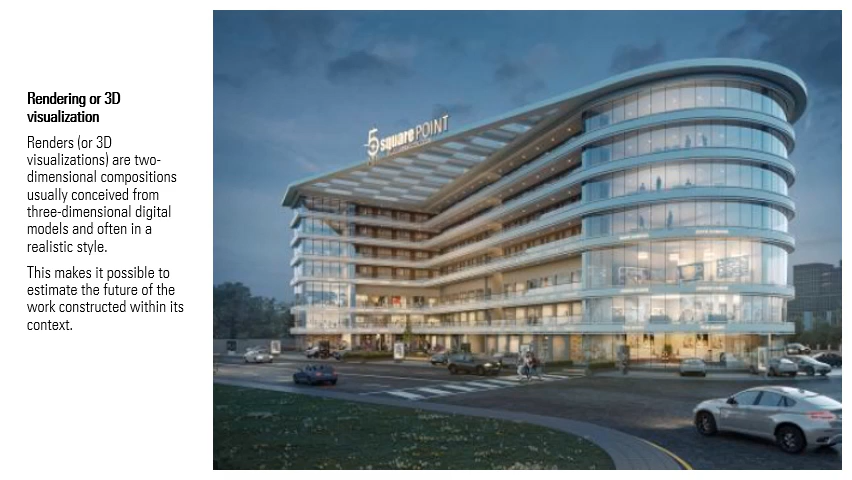 Rendering or 3D
visualization
Renders (or 3D
visualizations) are two-
dimensional compositions
usually conceived from
three-dimensional digital
models and often in a
realistic style.
This makes it possible to
estimate the future of the
work constructed within its
context.
5 square POINT